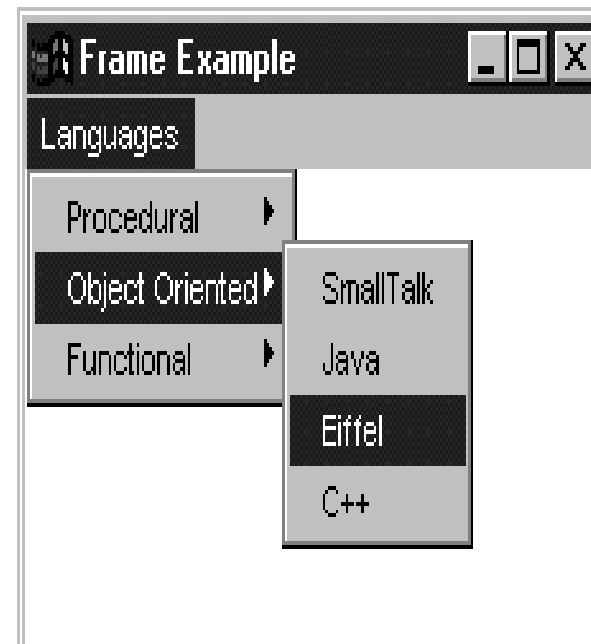 Frame Example
Languages
Procedural
Object Oriented
Functional
SmallTalk
Java
Eiffel
C++